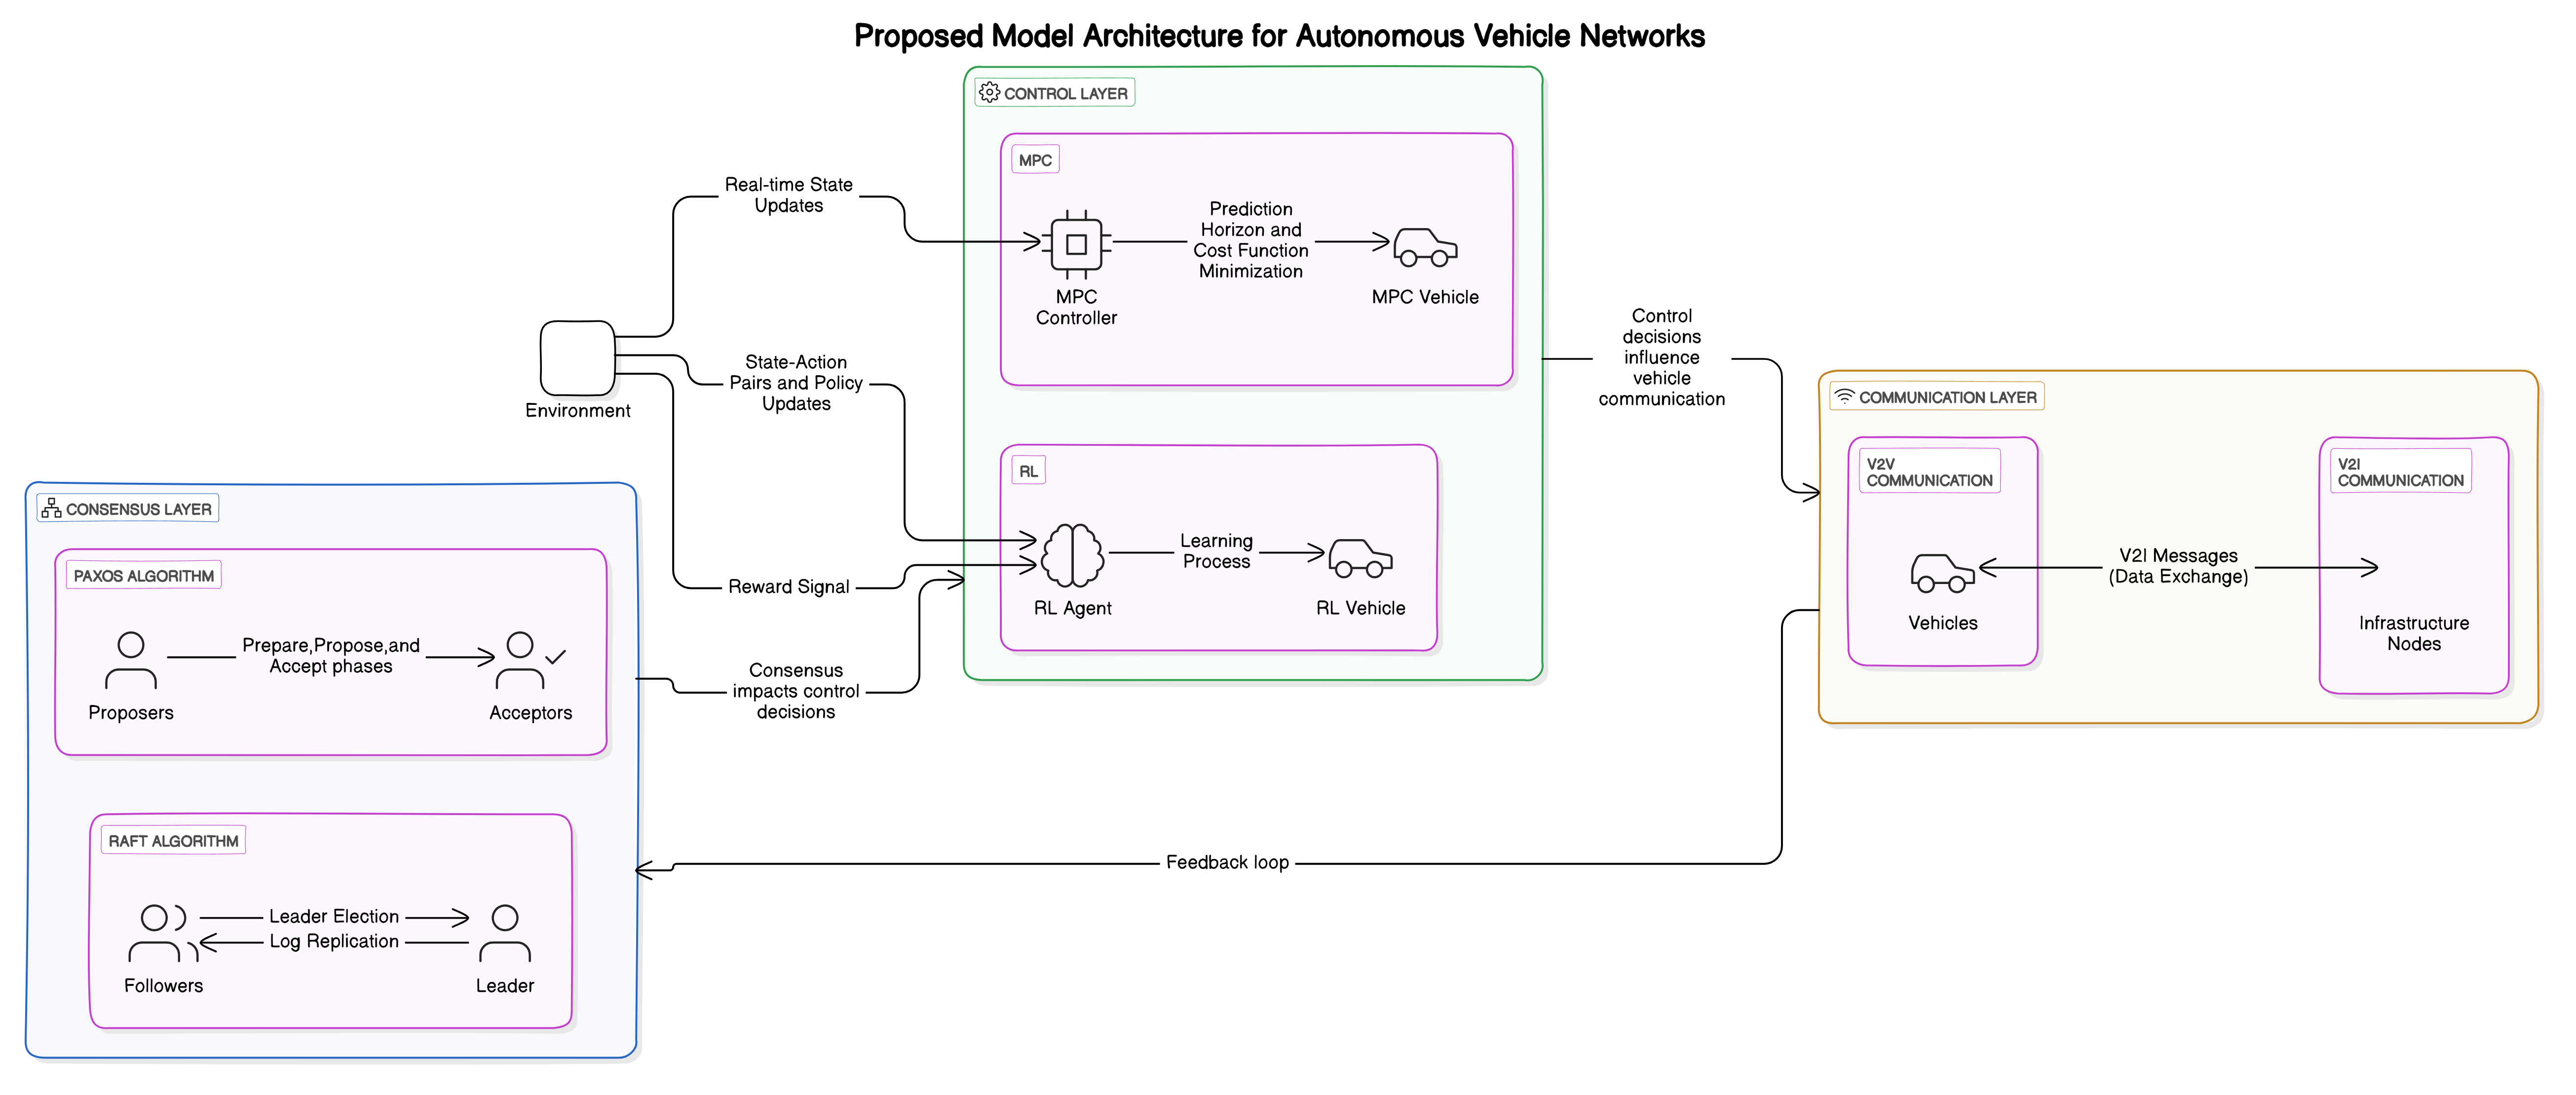 Proposed Model Architecture for Autonomous Vehicle Networks
CONTROL LAYER
MPC
Real-time State
Updates
Prediction
Horizon and
Cost Function
Minimization
MPC
Controller
MPC Vehicle
Environment
State-Action
Pairs and Policy
Updates
Control
decisions
influence
vehicle
communication
RL
Learning
Process
RL Agent
RL Vehicle
Reward Signal
Consensus
impacts control
decisions
COMMUNICATION LAYER
V2V
COMMUNICATION
V2I
COMMUNICATION
V2I Messages
(Data Exchange)
Vehicles
Infrastructure
Nodes
CONSENSUS LAYER
PAXOS ALGORITHM
Prepare,Propose,and
Accept phases
Proposers
Acceptors
Feedback loop
RAFT ALGORITHM
Leader Election
Log Replication
Followers
Leader